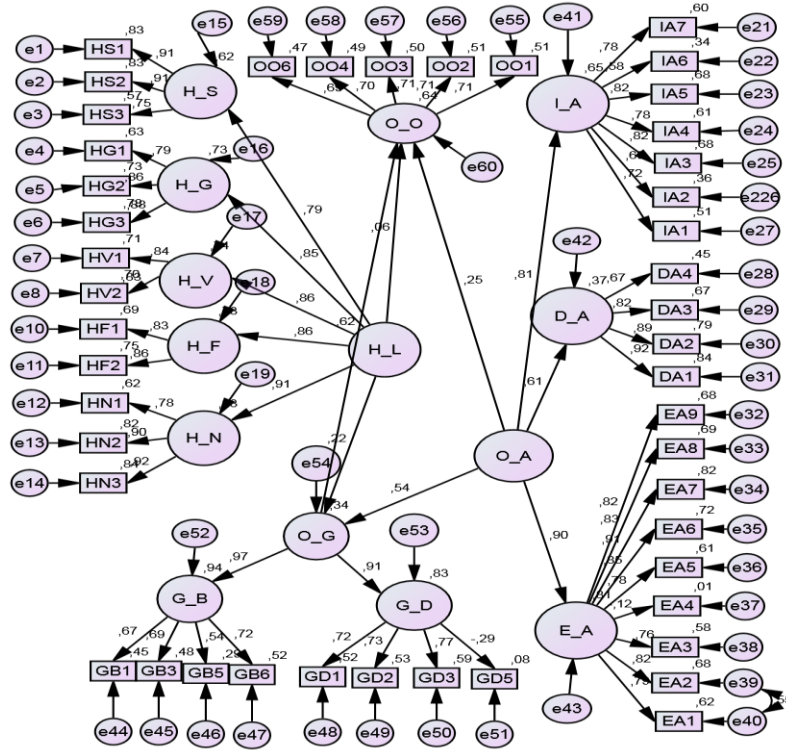 e59 e58 e57 e56 e55 e41
e15
,47 ,49 ,50 ,51 ,51
OO6 OO4 OO3 OO2 OO1
,70 ,71 ,71 ,71
,64
O_O
e60
e1 HS1 ,83 ,91
e2 HS2 ,83 ,91
e3 HS3 ,57 ,75
,62
H_S
e4 HG1 ,63 ,79
e5 HG2 ,73 ,86
e6 HG3
,73 e16
H_G
e7 HV1 ,71 ,84
e8 HV2
e17
H_V
e10 HF1 ,69 ,83
e11 HF2 ,75 ,86
e18
H_F
e12 HN1 ,62 ,78
e13 HN2 ,82 ,90
e14 HN3 ,92
e19
H_N
,79
,85
,86
,86
,91
H_L
,06
,62
,25
,81
,61
,22
,54
,90
O_A
I_A
,65
IA7 ,60 e21 ,78
IA6 ,34 e22 ,58
IA5 ,68 e23 ,82
IA4 ,61 e24 ,78
IA3 ,68 e25 ,82
IA2 ,36 e226
IA1 ,51 e27 ,72
e42
,37
D_A
DA4 ,45 e28 ,67
DA3 ,67 e29 ,82
DA2 ,79 e30 ,89
DA1 ,84 e31 ,92
EA9 ,68 e32 ,82
EA8 ,69 e33 ,83
EA7 ,82 e34 ,91
EA6 ,72 e35 ,85
EA5 ,61 e36 ,78
EA4 ,01 e37 ,12
EA3 ,58 e38 ,76
EA2 ,68 e39 ,82
EA1 ,62 e40
E_A
e43
e54
,34
O_G
e52 ,97 ,91 e53
,94 ,83
G_B G_D
,67 ,69 ,54 ,72 ,72 ,73 ,77 -,29
GB1 ,45 GB3 ,48 GB5 ,29 GB6 ,52 GD1 ,52 GD2 ,53 GD3 ,59 GD5 ,08
e44 e45 e46 e47 e48 e49 e50 e51